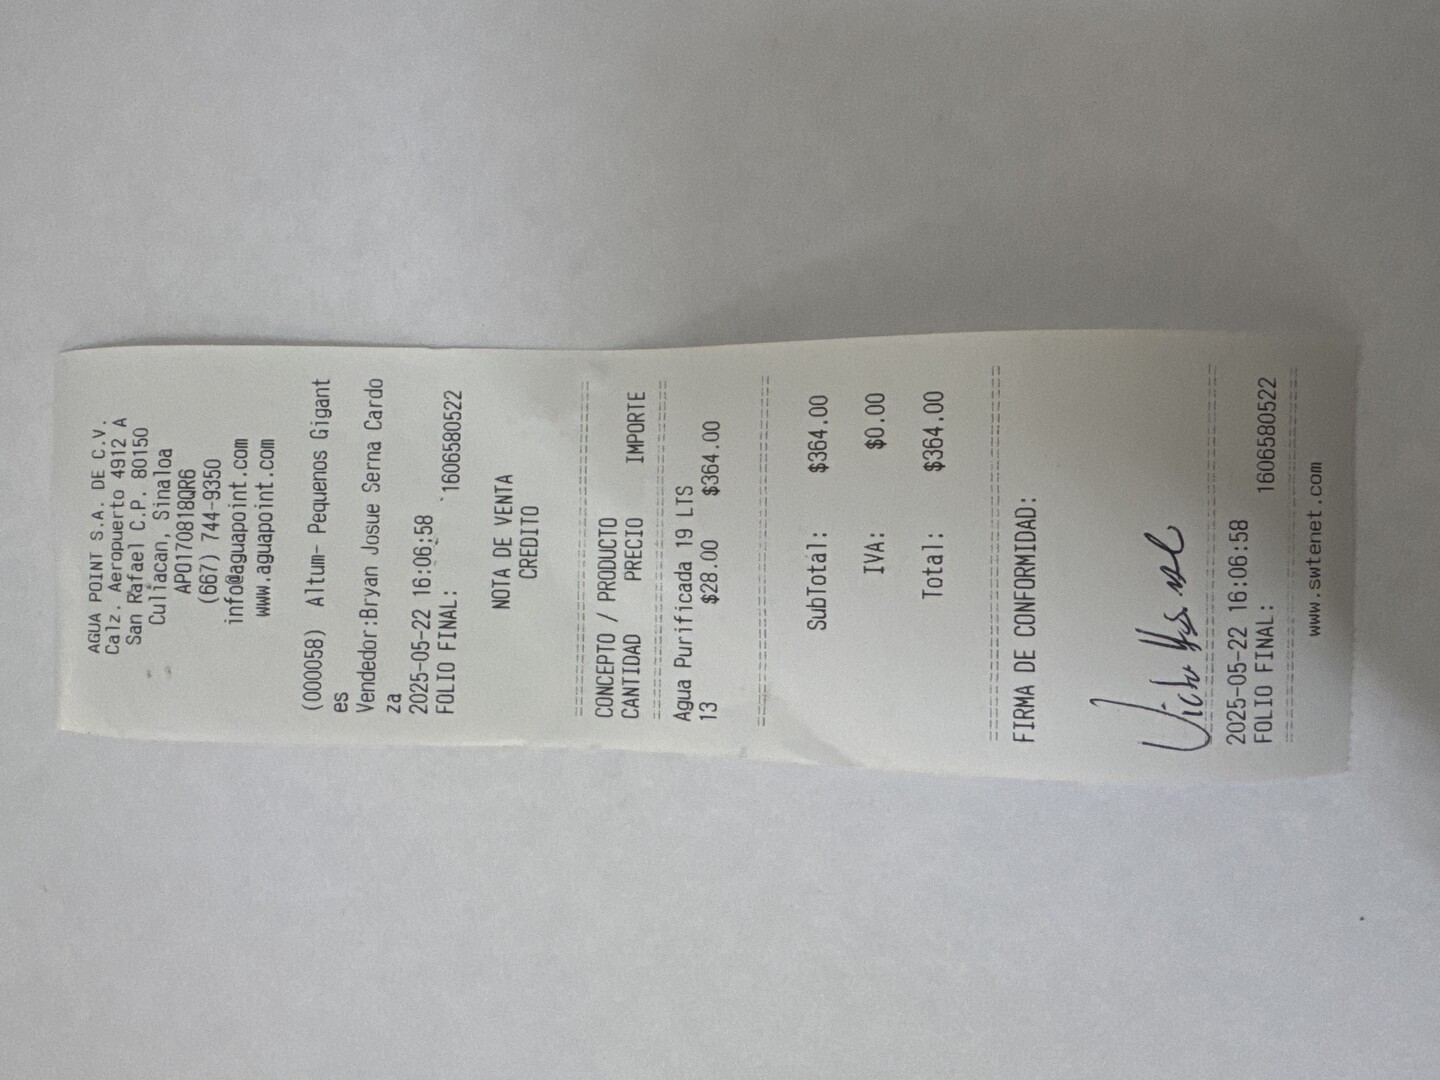 AGUA POINT S.A. DE C.V.
Calz. Aeropuerto 4912 A
San Rafael C.P. 80150
Culiacan, Sinaloa
APO170818QR6
(667) 744-9350
info@aguapoint.com
www.aguapoint.com
(000058) Altum- Pequenos Gigant
es
Vendedor:Bryan Josue Serna Cardo
za
2025-05-22 16:06:58
FOLIO FINAL: 1606580522
NOTA DE VENTA
CREDITO
================================
CONCEPTO / PRODUCTO
CANTIDAD PRECIO IMPORTE
================================
Agua Purificada 19 LTS
13 $28.00 $364.00
================================
SubTotal: $364.00
IVA: $0.00
Total: $364.00
================================
FIRMA DE CONFORMIDAD:
================================
2025-05-22 16:06:58
FOLIO FINAL: 1606580522
================================
www.swtenet.com